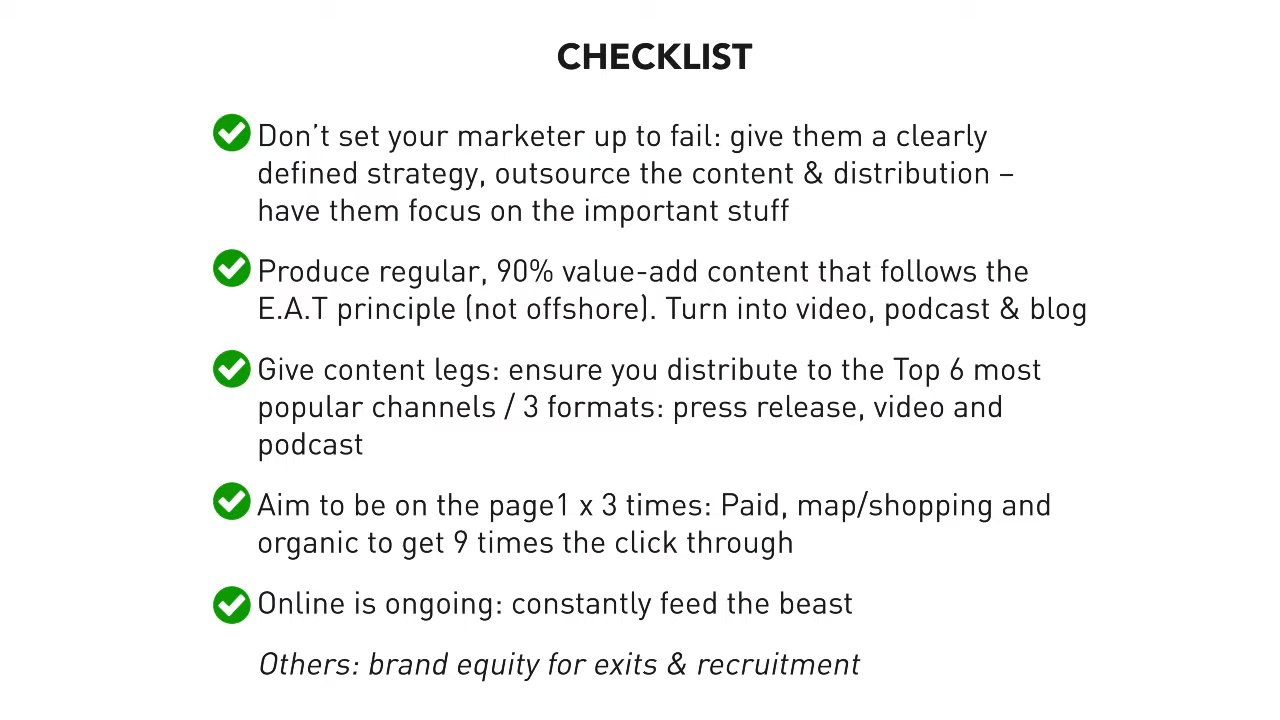 CHECKLIST
Don’t set your marketer up to fail: give them a clearly
defined strategy, outsource the content & distribution –
have them focus on the important stuff
Produce regular, 90% value-add content that follows the
E.A.T principle (not offshore). Turn into video, podcast & blog
Give content legs: ensure you distribute to the Top 6 most
popular channels / 3 formats: press release, video and
podcast
Aim to be on the page1 x 3 times: Paid, map/shopping and
organic to get 9 times the click through
Online is ongoing: constantly feed the beast
Others: brand equity for exits & recruitment